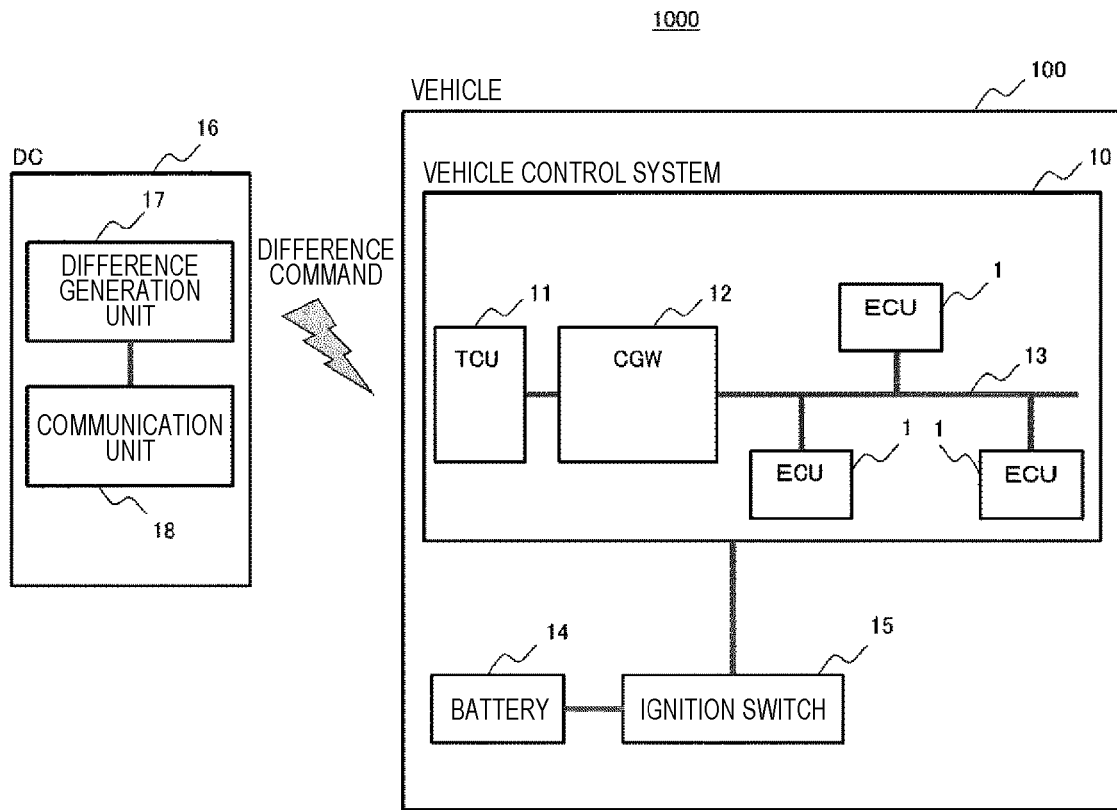 1000
100
VEHICLE
16
DC
10
VEHICLE CONTROL SYSTEM
17
DIFFERENCE
GENERATION
UNIT
DIFFERENCE
COMMAND
11
12
1
ECU
TCU
CGW
13
COMMUNICATION
UNIT
1
1
ECU
ECU
18
14
15
BATTERY
IGNITION SWITCH